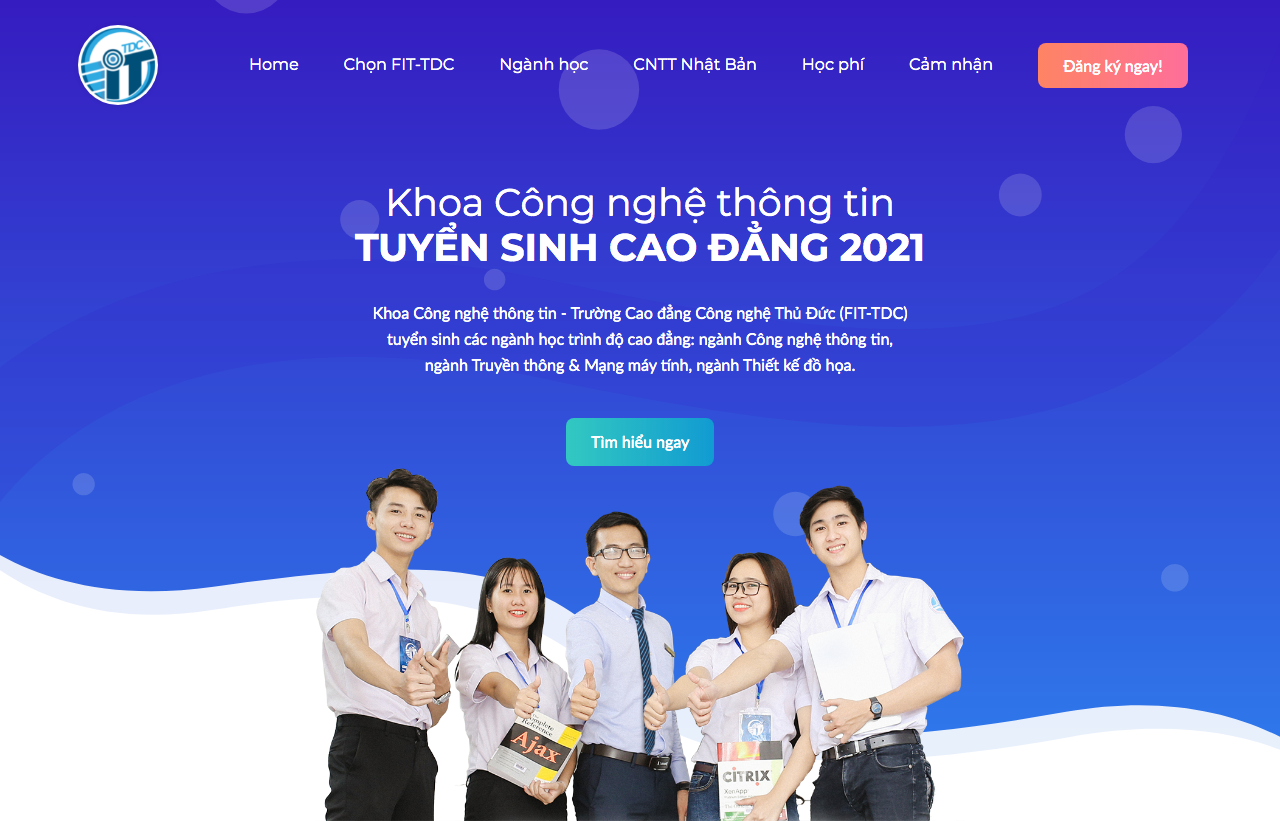 TDC
iT
Home
Chọn FIT-TDC
Ngành học
CNTT Nhật Bản
Học phí
Cảm nhận
Đăng ký ngay!
Khoa Công nghệ thông tin
TUYỂN SINH CAO ĐẲNG 2021
Khoa Công nghệ thông tin - Trường Cao đẳng Công nghệ Thủ Đức (FIT-TDC)
tuyển sinh các ngành học trình độ cao đẳng: ngành Công nghệ thông tin,
ngành Truyền thông & Mạng máy tính, ngành Thiết kế đồ họa.
Tìm hiểu ngay
Complete
Reference
Ajax
iT
CITRIX